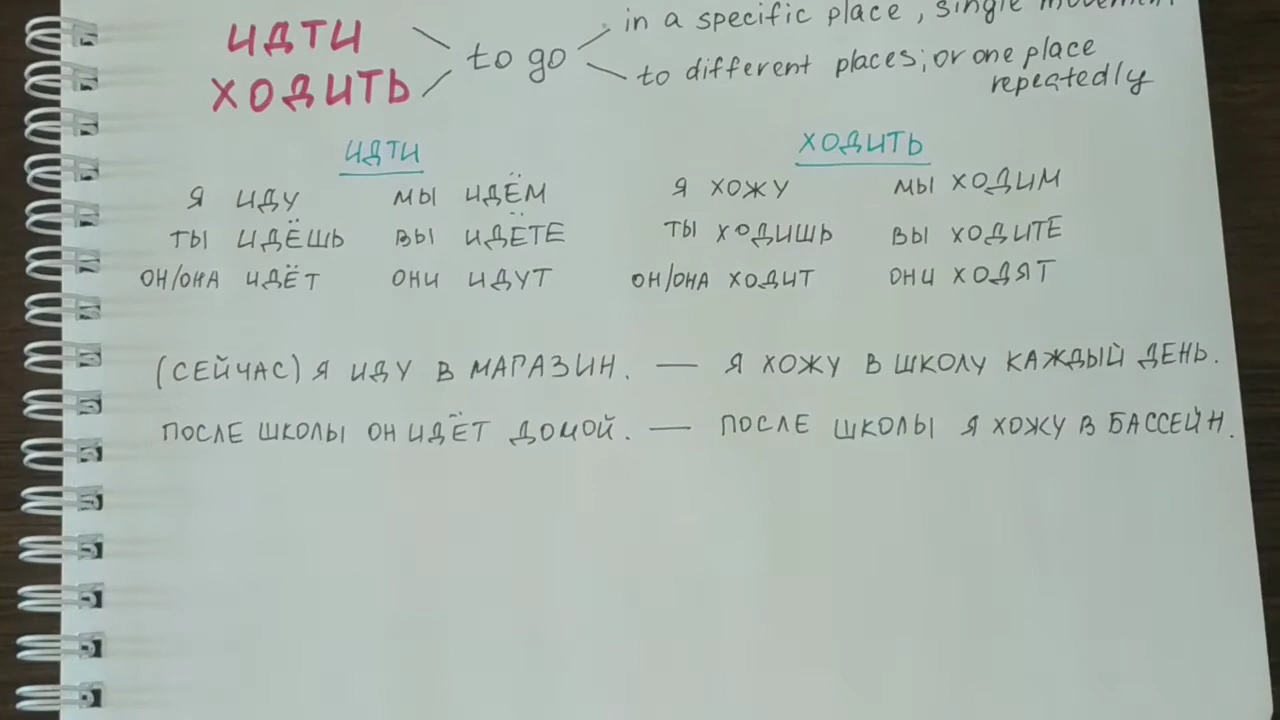 ИДТИ
ХОДИТЬ
to go
in a specific place, single movement
to different places; or one place
repeatedly
ИДТИ
Я ИДУ МЫ ИДЁМ
ТЫ ИДЁШЬ ВЫ ИДЁТЕ
ОН/ОНА ИДЁТ ОНИ ИДУТ
ХОДИТЬ
Я ХОЖУ МЫ ХОДИМ
ТЫ ХОДИШЬ ВЫ ХОДИТЕ
ОН/ОНА ХОДИТ ОНИ ХОДЯТ
(СЕЙЧАС) Я ИДУ В МАГАЗИН. — Я ХОЖУ В ШКОЛУ КАЖДЫЙ ДЕНЬ.
ПОСЛЕ ШКОЛЫ ОН ИДЁТ ДОМОЙ. — ПОСЛЕ ШКОЛЫ Я ХОЖУ В БАССЕЙН.